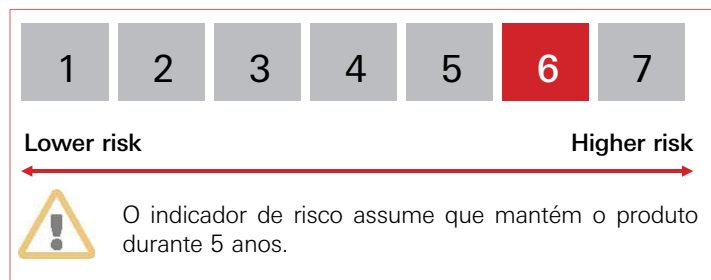 1 2 3 4 5 6 7
Lower risk Higher risk
O indicador de risco assume que mantém o produto
durante 5 anos.